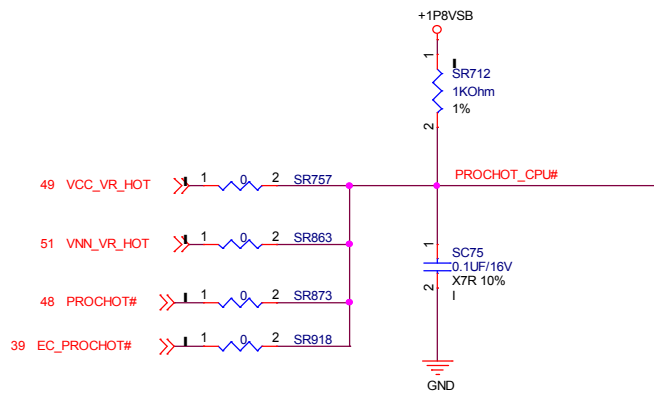 +1P8VSB
1
SR712
1KOhm
1%
2
49 VCC_VR_HOT 1 0 2 SR757
PROCHOT_CPU#
51 VNN_VR_HOT 1 0 2 SR863
1
SC75
0.1UF/16V
X7R 10%
2
I
48 PROCHOT# 1 0 2 SR873
39 EC_PROCHOT# 1 0 2 SR918
GND